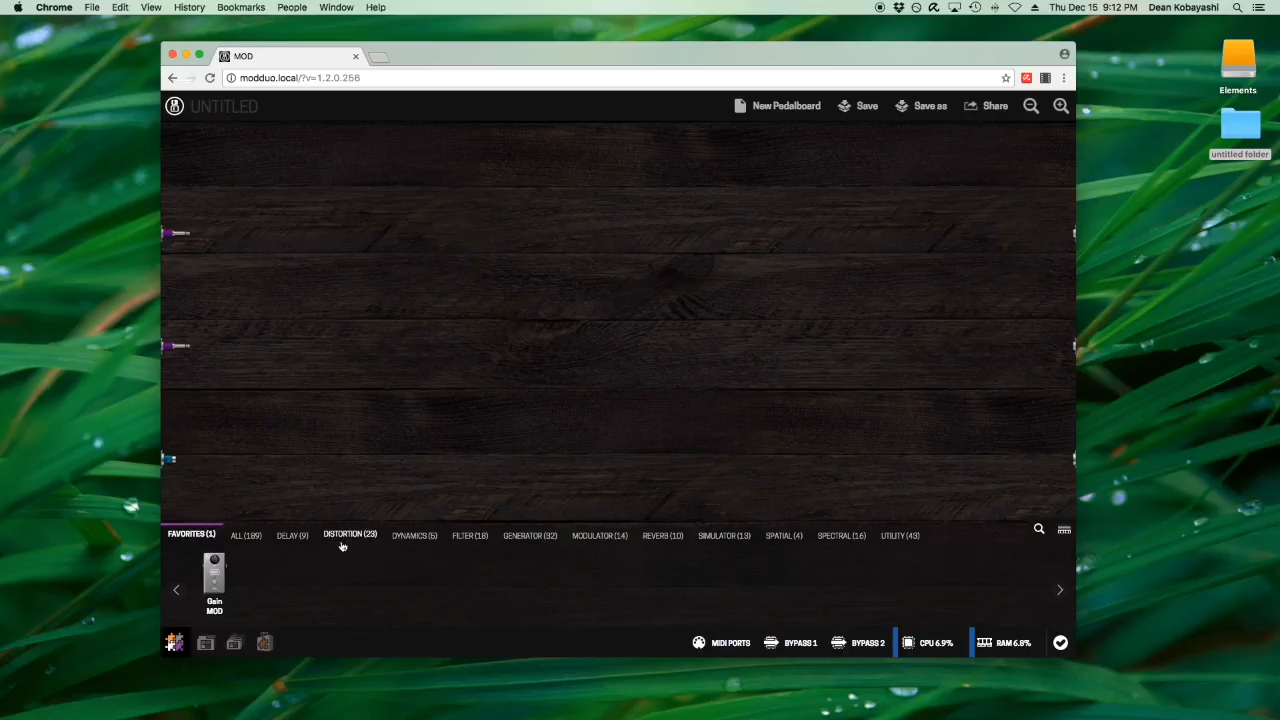 Chrome File Edit View History Bookmarks People Window Help Thu Dec 15 9:12 PM Dean Kobayashi
MOD
modduo.local/?v=1.2.0.256
Elements
untitled folder
UNTITLED New Pedalboard Save Save as Share
FAVORITES (1) ALL (189) DELAY (9) DISTORTION (23) DYNAMICS (5) FILTER (18) GENERATOR (32) MODULATOR (14) REVERB (10) SIMULATOR (13) SPATIAL (4) SPECTRAL (16) UTILITY (43)
Gain
MOD
MIDI PORTS BYPASS 1 BYPASS 2 CPU 6.9% RAM 6.8%